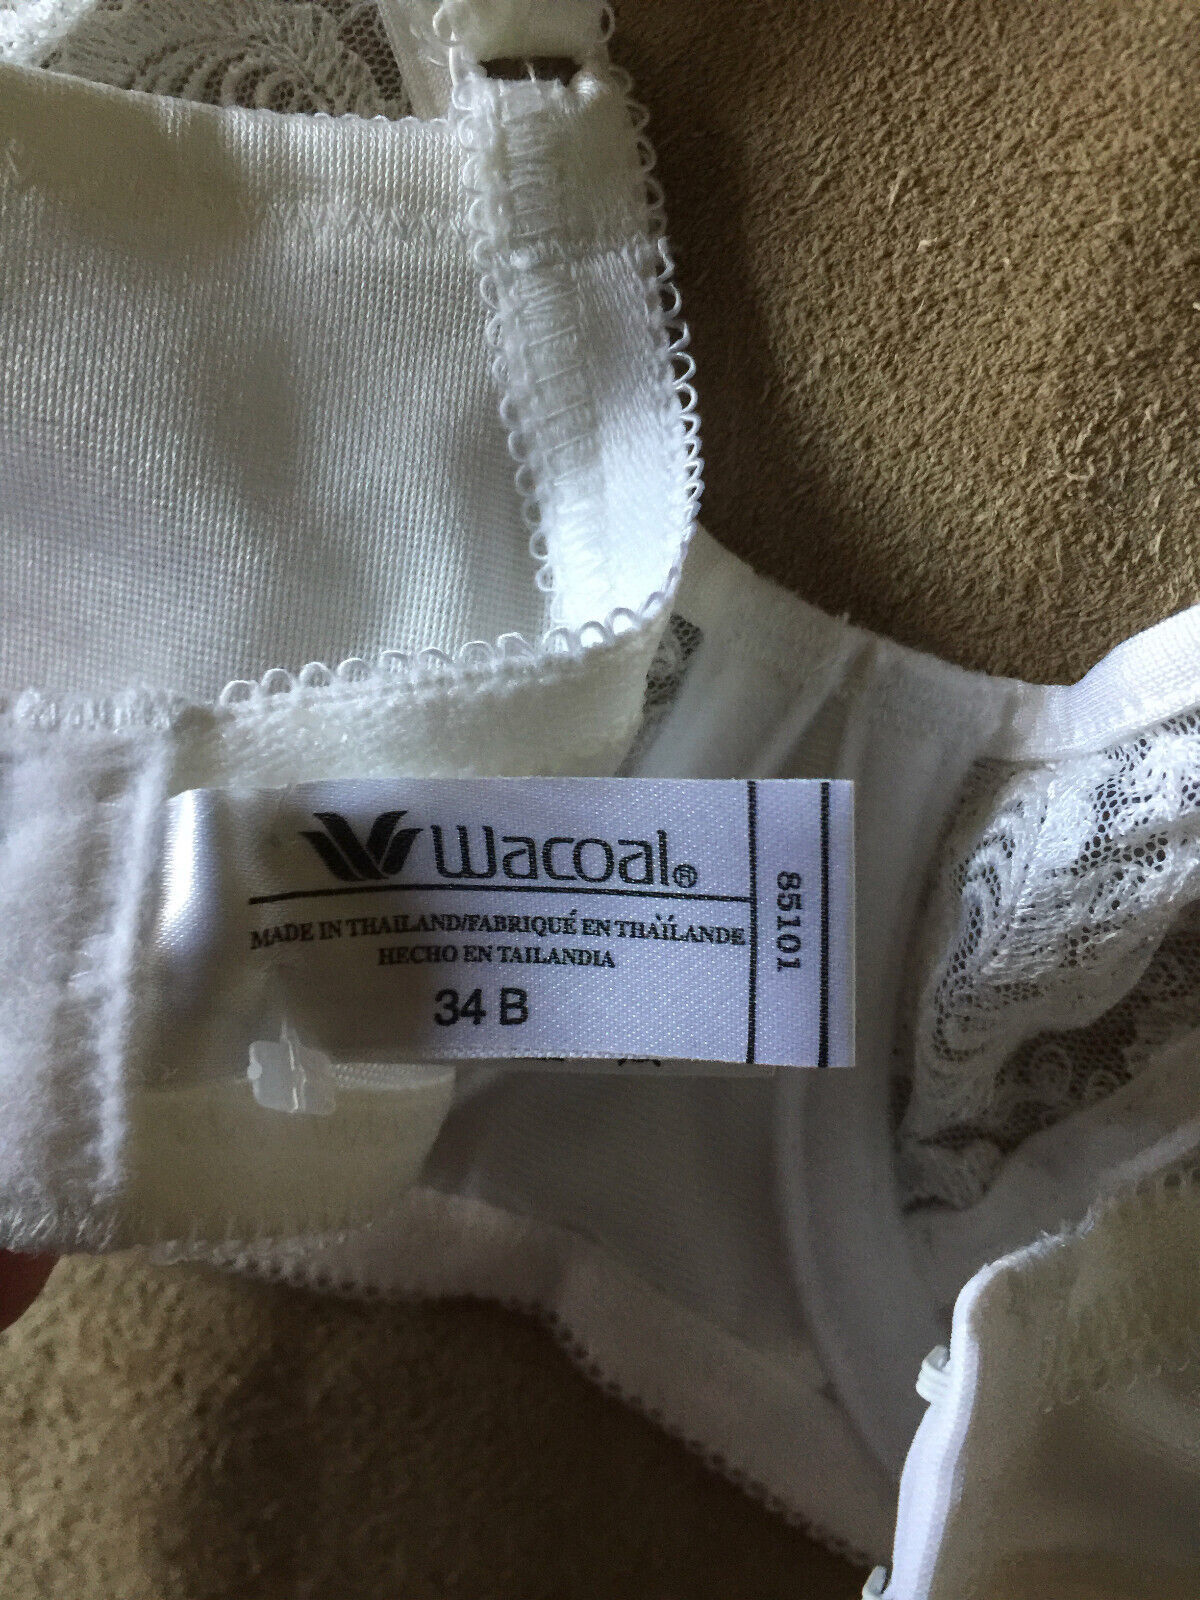 Wacoal®
MADE IN THAILAND/FABRIQUÉ EN THAÏLANDE
HECHO EN TAILANDIA
34 B
85101